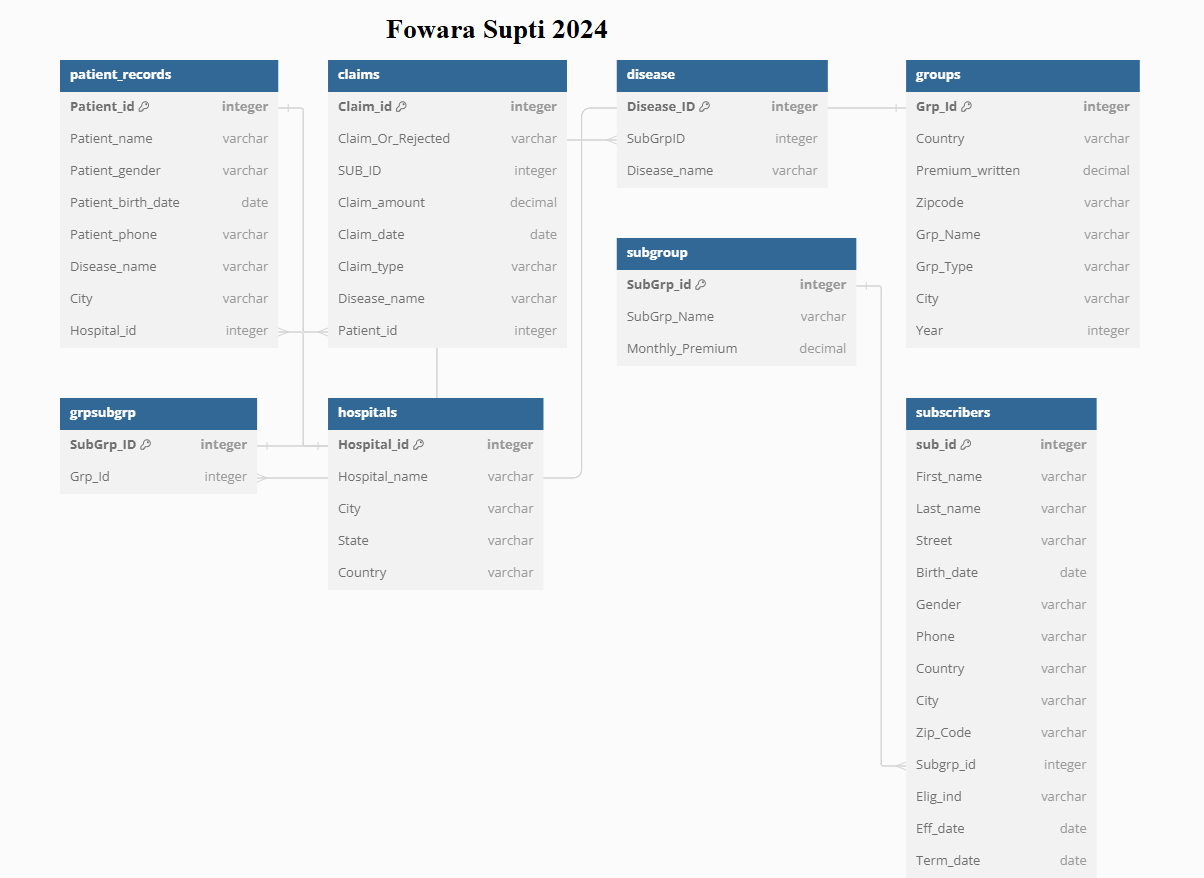 Fowara Supti 2024
patient_records
Patient_id integer
Patient_name varchar
Patient_gender varchar
Patient_birth_date date
Patient_phone varchar
Disease_name varchar
City varchar
Hospital_id integer
claims
Claim_id integer
Claim_Or_Rejected varchar
SUB_ID integer
Claim_amount decimal
Claim_date date
Claim_type varchar
Disease_name varchar
Patient_id integer
disease
Disease_ID integer
SubGrpID integer
Disease_name varchar
groups
Grp_Id integer
Country varchar
Premium_written decimal
Zipcode varchar
Grp_Name varchar
Grp_Type varchar
City varchar
Year integer
subgroup
SubGrp_id integer
SubGrp_Name varchar
Monthly_Premium decimal
grpsubgrp
SubGrp_ID integer
Grp_Id integer
hospitals
Hospital_id integer
Hospital_name varchar
City varchar
State varchar
Country varchar
subscribers
sub_id integer
First_name varchar
Last_name varchar
Street varchar
Birth_date date
Gender varchar
Phone varchar
Country varchar
City varchar
Zip_Code varchar
Subgrp_id integer
Elig_ind varchar
Eff_date date
Term_date date